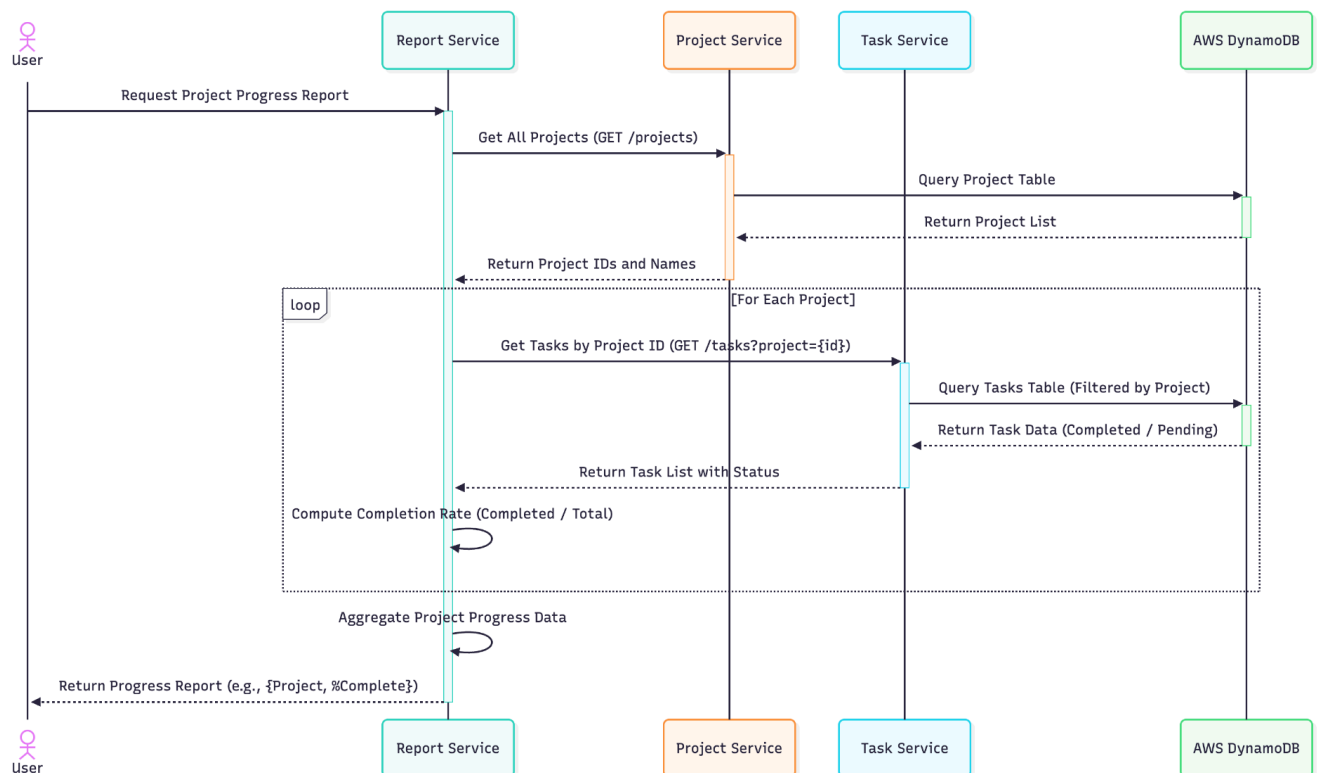 User
Report Service
Project Service
Task Service
AWS DynamoDB
Request Project Progress Report
Get All Projects (GET /projects)
Query Project Table
Return Project List
Return Project IDs and Names
loop
[For Each Project]
Get Tasks by Project ID (GET /tasks?project={id})
Query Tasks Table (Filtered by Project)
Return Task Data (Completed / Pending)
Return Task List with Status
Compute Completion Rate (Completed / Total)
Aggregate Project Progress Data
Return Progress Report (e.g., {Project, %Complete})
User
Report Service
Project Service
Task Service
AWS DynamoDB